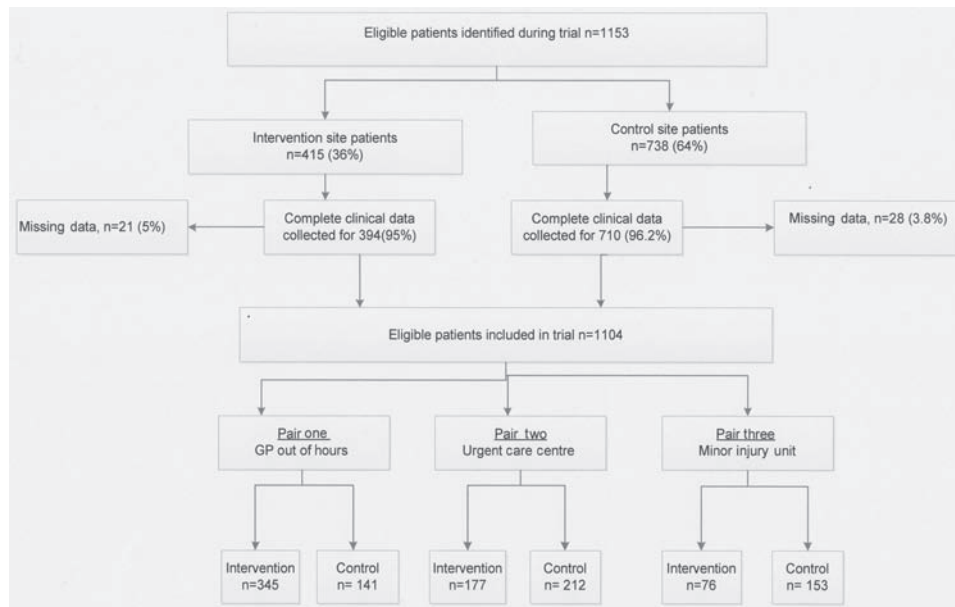 Eligible patients identified during trial n=1153
Intervention site patients
n=415 (36%)
Control site patients
n=738 (64%)
Missing data, n=21 (5%)
Complete clinical data
collected for 394(95%)
Complete clinical data
collected for 710 (96.2%)
Missing data, n=28 (3.8%)
Eligible patients included in trial n=1104
Pair one
GP out of hours
Pair two
Urgent care centre
Pair three
Minor injury unit
Intervention
n=345
Control
n= 141
Intervention
n=177
Control
n= 212
Intervention
n=76
Control
n= 153